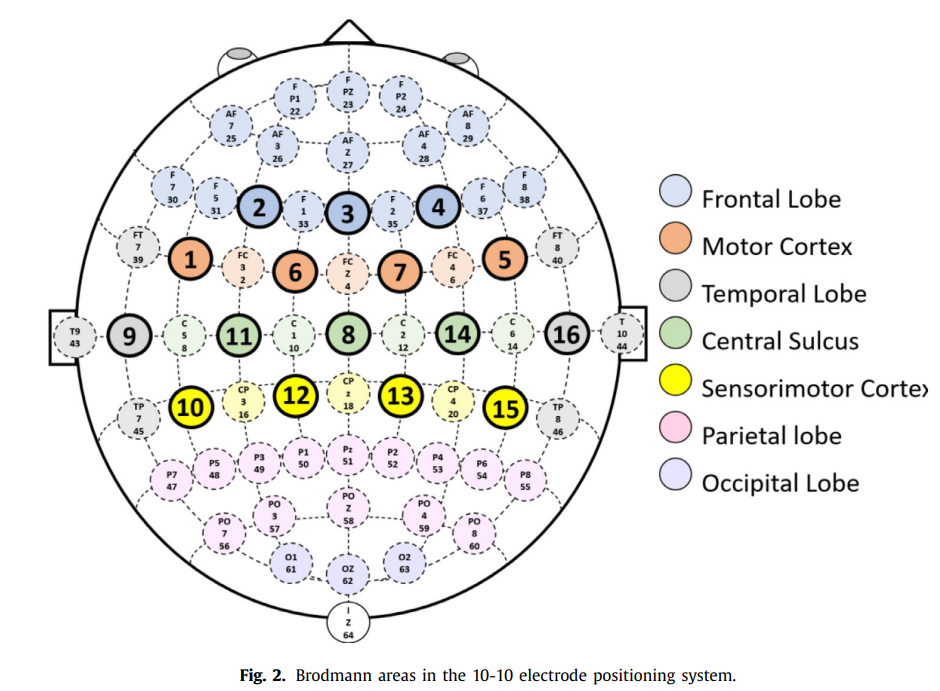 F
P1
22
F
PZ
23
F
P2
24
AF
7
25
AF
3
26
AF
Z
27
AF
4
28
AF
8
29
F
7
30
F
5
31
2
F
1
33
3
F
2
35
4
F
6
37
F
8
38
FT
7
39
1
FC
3
2
6
FC
Z
4
7
FC
4
6
5
FT
8
40
T9
43
9
C
5
8
11
C
1
10
8
C
2
12
14
C
6
14
16
T
10
44
TP
7
45
10
CP
3
16
12
CP
z
18
13
CP
4
20
15
TP
8
46
P7
47
P5
48
P3
49
P1
50
Pz
51
P2
52
P4
53
P6
54
P8
55
PO
7
56
PO
3
57
PO
Z
58
PO
4
59
PO
8
60
O1
61
OZ
62
O2
63
I
Z
64
Frontal Lobe
Motor Cortex
Temporal Lobe
Central Sulcus
Sensorimotor Cortex
Parietal lobe
Occipital Lobe
Fig. 2. Brodmann areas in the 10-10 electrode positioning system.